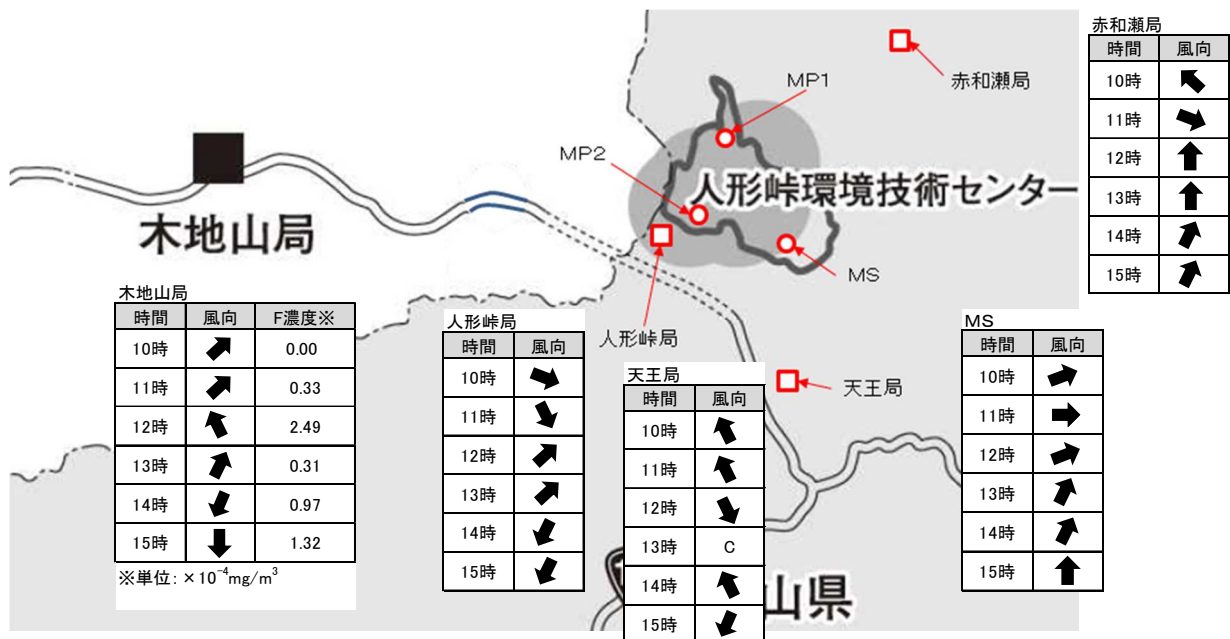 赤和瀬局
時間 風向
10時
11時
12時
13時
14時
15時
赤和瀬局
MP1
MP2
人形峠環境技術センター
木地山局
MS
人形峠局
天王局
木地山局
時間 風向 F濃度※
10時 0.00
11時 0.33
12時 2.49
13時 0.31
14時 0.97
15時 1.32
※単位：×10⁻⁴mg/m³
人形峠局
時間 風向
10時
11時
12時
13時
14時
15時
天王局
時間 風向
10時
11時
12時
13時 C
14時
15時
MS
時間 風向
10時
11時
12時
13時
14時
15時
山県